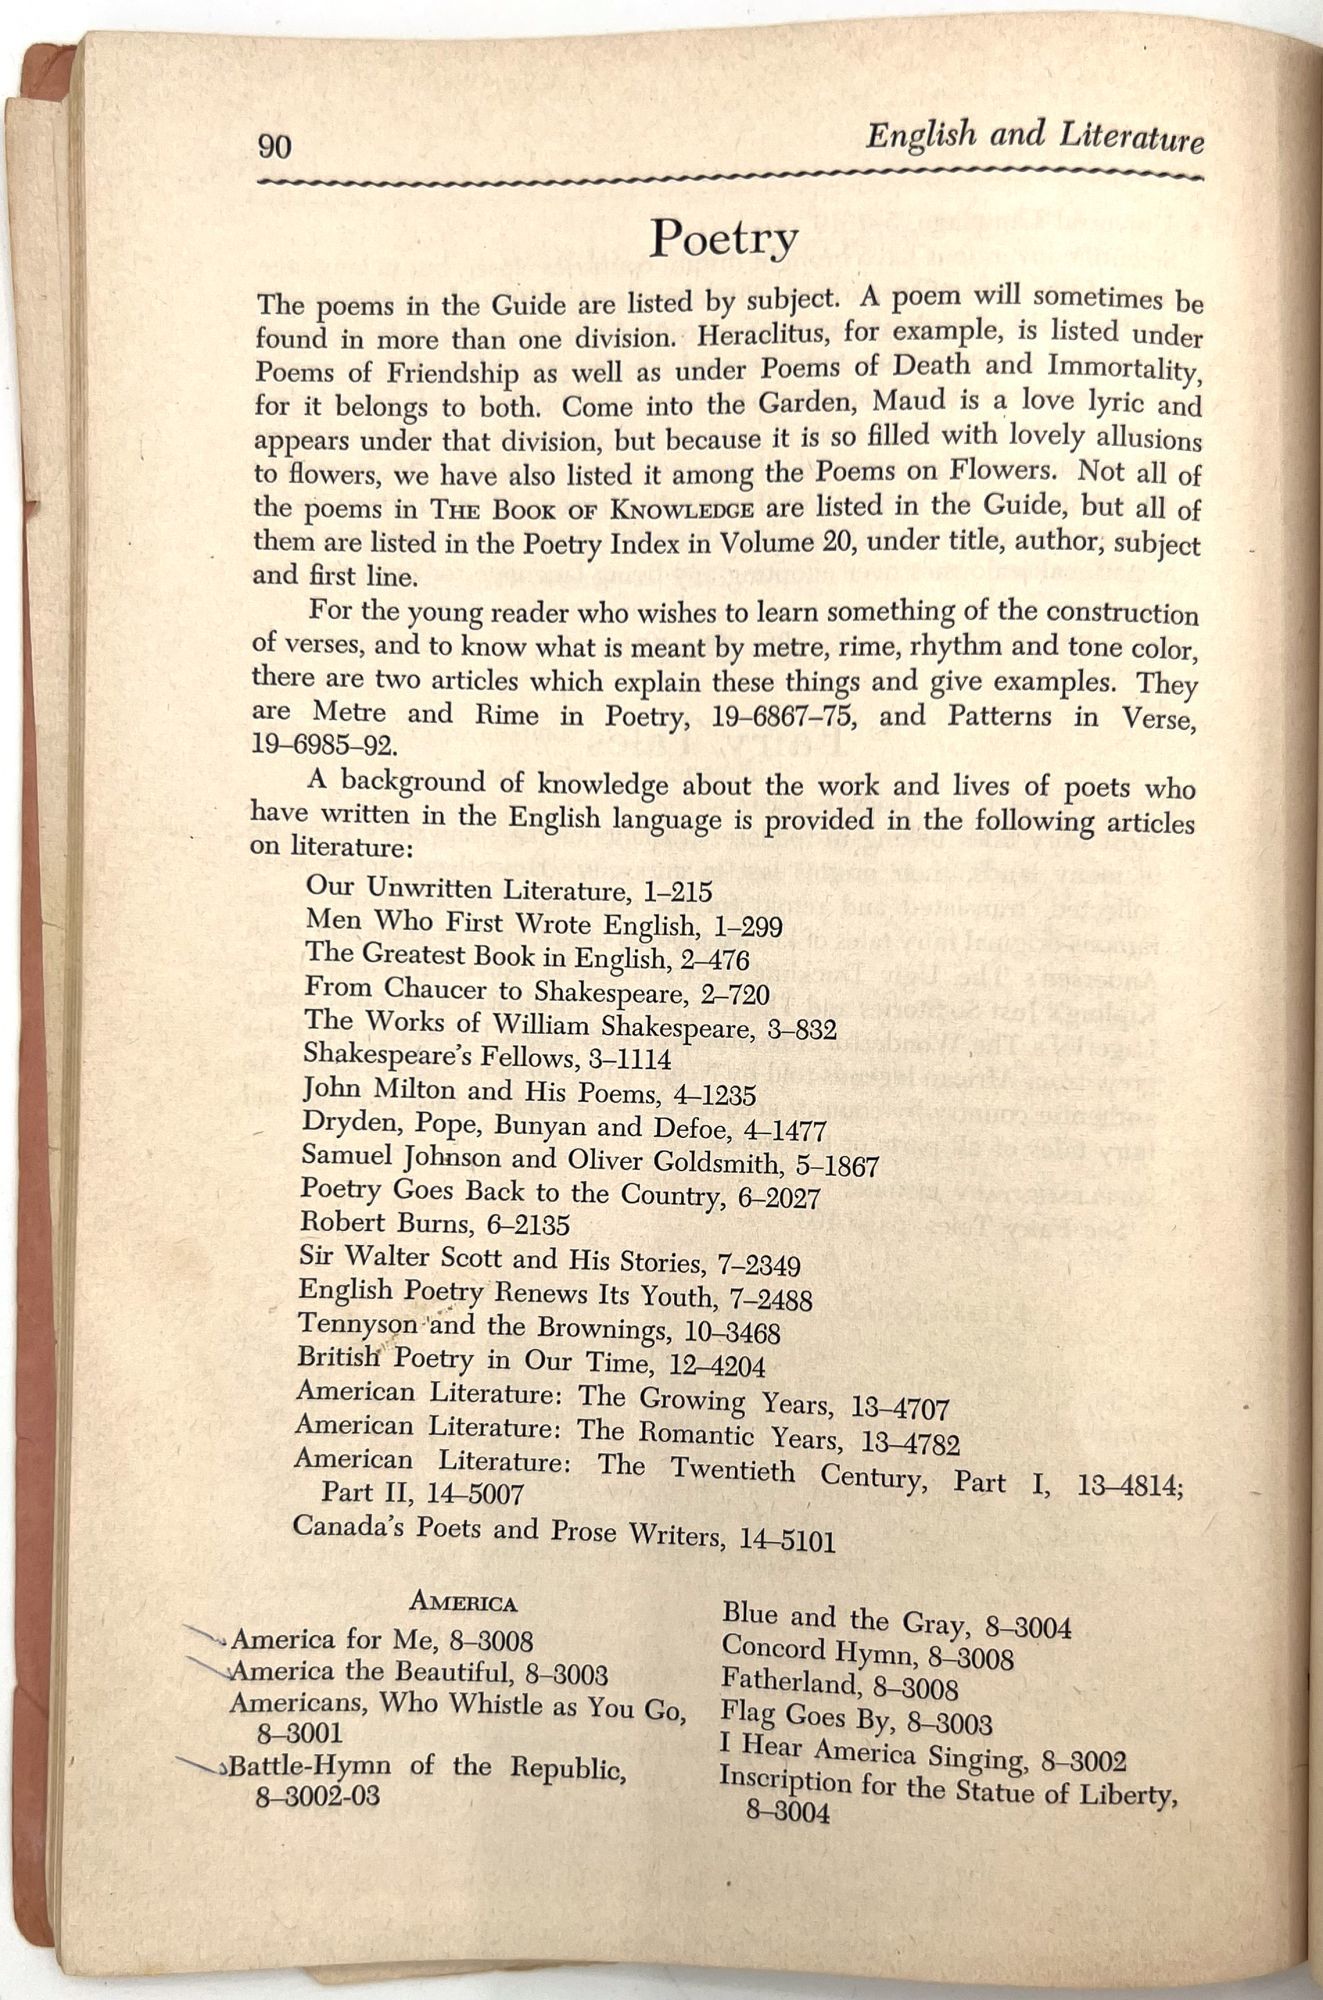 90
English and Literature
Poetry
The poems in the Guide are listed by subject. A poem will sometimes be
found in more than one division. Heraclitus, for example, is listed under
Poems of Friendship as well as under Poems of Death and Immortality,
for it belongs to both. Come into the Garden, Maud is a love lyric and
appears under that division, but because it is so filled with lovely allusions
to flowers, we have also listed it among the Poems on Flowers. Not all of
the poems in THE BOOK OF KNOWLEDGE are listed in the Guide, but all of
them are listed in the Poetry Index in Volume 20, under title, author, subject
and first line.
For the young reader who wishes to learn something of the construction
of verses, and to know what is meant by metre, rime, rhythm and tone color,
there are two articles which explain these things and give examples. They
are Metre and Rime in Poetry, 19–6867–75, and Patterns in Verse,
19–6985–92.
A background of knowledge about the work and lives of poets who
have written in the English language is provided in the following articles
on literature:
Our Unwritten Literature, 1–215
Men Who First Wrote English, 1–299
The Greatest Book in English, 2–476
From Chaucer to Shakespeare, 2–720
The Works of William Shakespeare, 3–832
Shakespeare's Fellows, 3–1114
John Milton and His Poems, 4–1235
Dryden, Pope, Bunyan and Defoe, 4–1477
Samuel Johnson and Oliver Goldsmith, 5–1867
Poetry Goes Back to the Country, 6–2027
Robert Burns, 6–2135
Sir Walter Scott and His Stories, 7–2349
English Poetry Renews Its Youth, 7–2488
Tennyson and the Brownings, 10–3468
British Poetry in Our Time, 12–4204
American Literature: The Growing Years, 13–4707
American Literature: The Romantic Years, 13–4782
American Literature: The Twentieth Century, Part I, 13–4814;
Part II, 14–5007
Canada's Poets and Prose Writers, 14–5101
AMERICA
America for Me, 8–3008
America the Beautiful, 8–3003
Americans, Who Whistle as You Go,
8–3001
Battle-Hymn of the Republic,
8–3002-03
Blue and the Gray, 8–3004
Concord Hymn, 8–3008
Fatherland, 8–3008
Flag Goes By, 8–3003
I Hear America Singing, 8–3002
Inscription for the Statue of Liberty,
8–3004